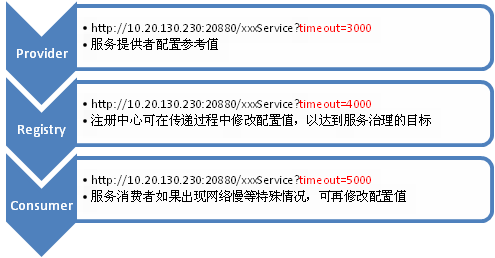 Provider
• http://10.20.130.230:20880/xxxService?timeout=3000
• 服务提供者配置参考值
Registry
• http://10.20.130.230:20880/xxxService?timeout=4000
• 注册中心可在传递过程中修改配置值，以达到服务治理的目标
Consumer
• http://10.20.130.230:20880/xxxService?timeout=5000
• 服务消费者如果出现网络慢等特殊情况，可再修改配置值